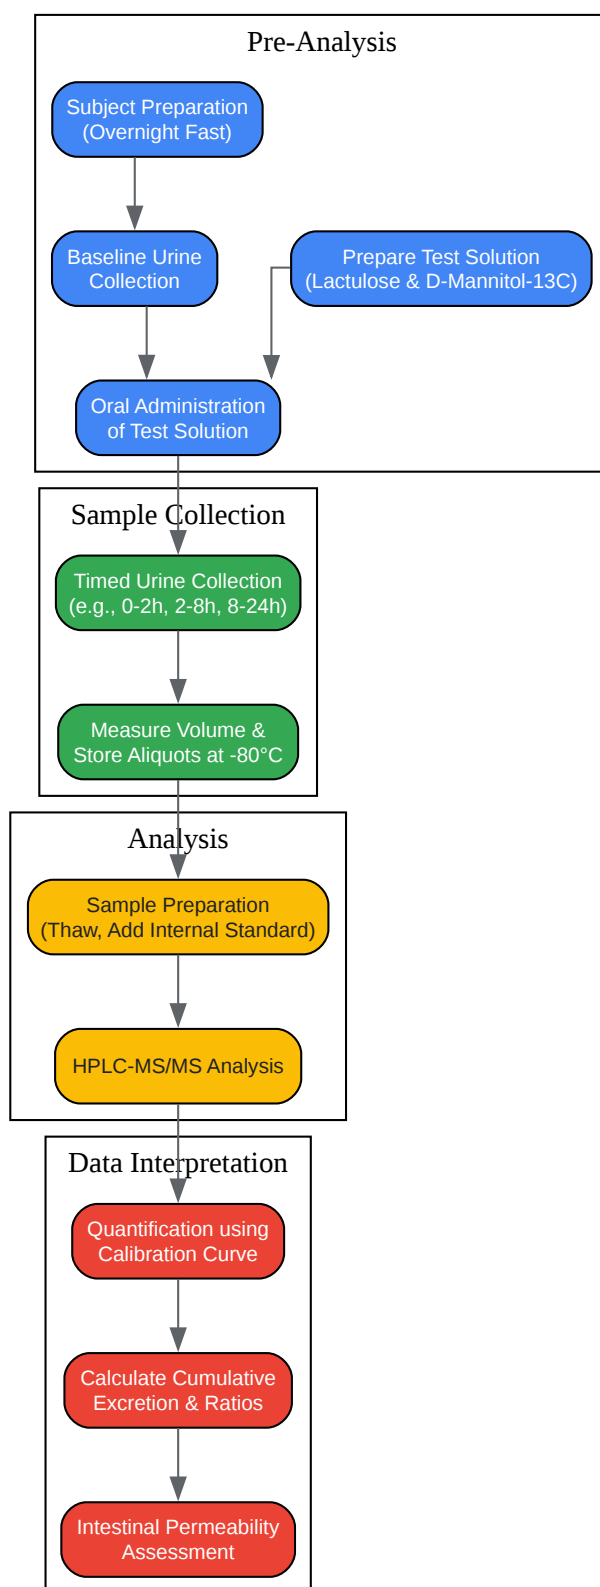 Pre-Analysis
Subject Preparation
(Overnight Fast)
Baseline Urine
Collection
Prepare Test Solution
(Lactulose & D-Mannitol-13C)
Oral Administration
of Test Solution
Sample Collection
Timed Urine Collection
(e.g., 0-2h, 2-8h, 8-24h)
Measure Volume &
Store Aliquots at -80°C
Analysis
Sample Preparation
(Thaw, Add Internal Standard)
HPLC-MS/MS Analysis
Data Interpretation
Quantification using
Calibration Curve
Calculate Cumulative
Excretion & Ratios
Intestinal Permeability
Assessment